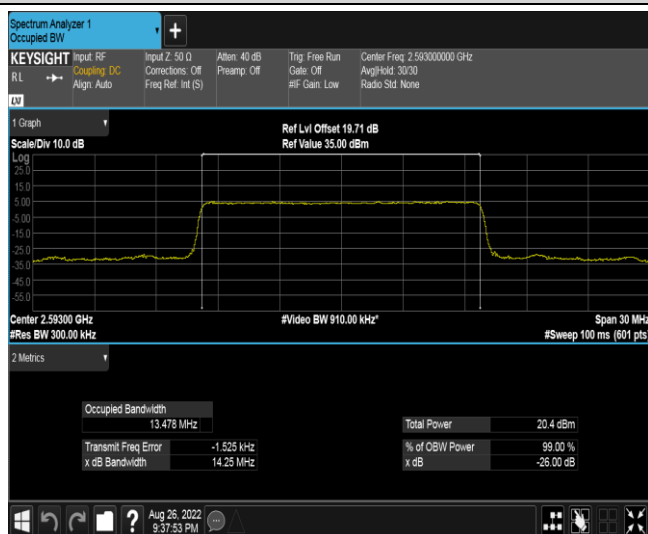 Spectrum Analyzer 1
Occupied BW
KEYSIGHT
R L
LXI
Input: RF
Coupling: DC
Align: Auto
Input Z: 50 Ω
Corrections: Off
Freq Ref: Int (S)
Atten: 40 dB
Preamp: Off
Trig: Free Run
Gate: Off
#IF Gain: Low
Center Freq: 2.593000000 GHz
Avg|Hold: 30/30
Radio Std: None
1 Graph
Scale/Div 10.0 dB
Ref Lvl Offset 19.71 dB
Ref Value 35.00 dBm
Log
25.0
15.0
5.00
-5.00
-15.0
-25.0
-35.0
-45.0
-55.0
Center 2.59300 GHz
#Res BW 300.00 kHz
#Video BW 910.00 kHz*
Span 30 MHz
#Sweep 100 ms (601 pts)
2 Metrics
Occupied Bandwidth
13.478 MHz
Transmit Freq Error -1.525 kHz
x dB Bandwidth 14.25 MHz
Total Power 20.4 dBm
% of OBW Power 99.00 %
x dB -26.00 dB
?
Aug 26, 2022
9:37:53 PM